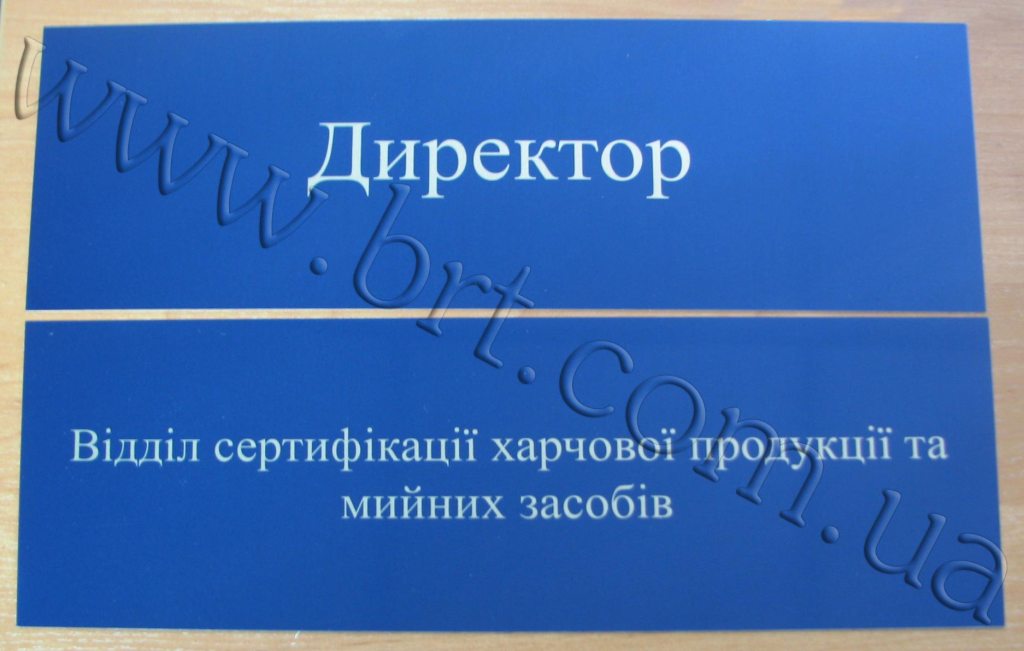 Директор
Відділ сертифікації харчової продукції та
мийних засобів
www.brt.com.ua